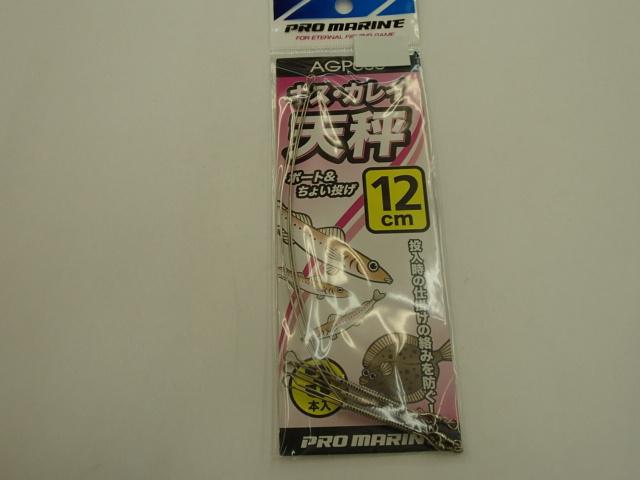 PRO MARINE
FOR ETERNAL FISHING GAME
キス・カレイ
天秤
ボート&
ちょい投げ
12
cm
投入時の仕掛けの絡みを防ぐ!
本入
PRO MARINE